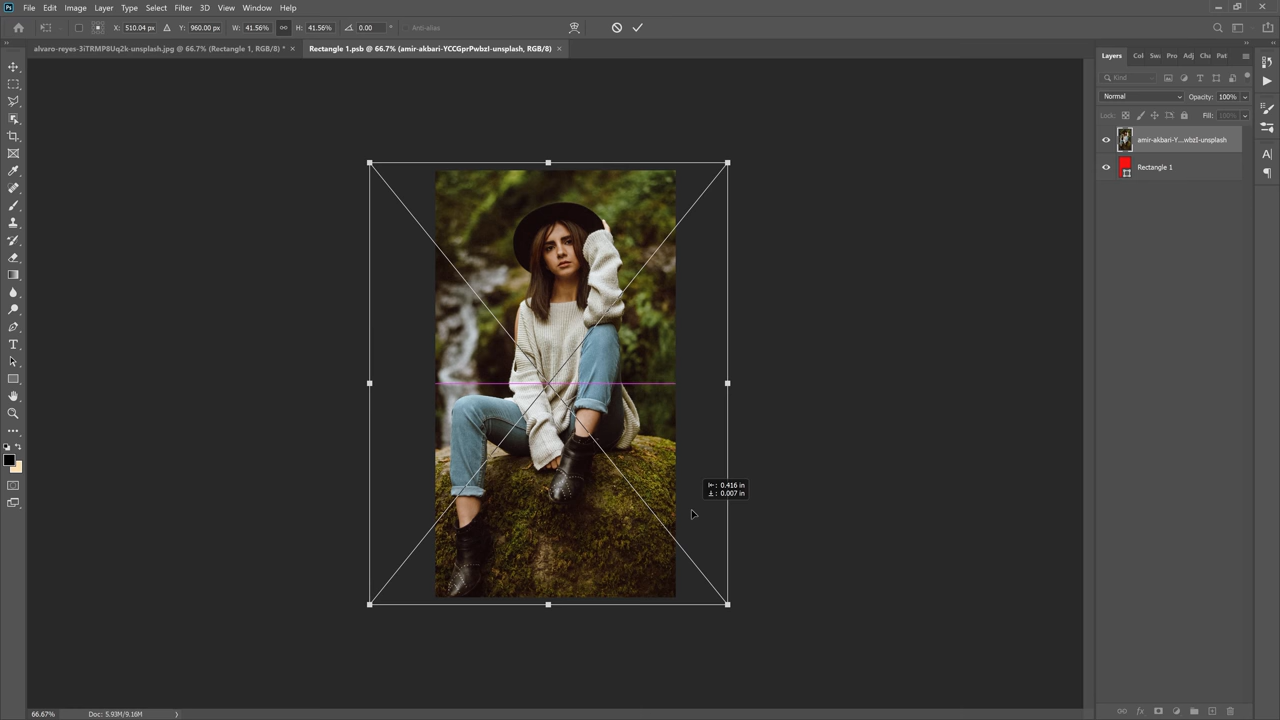 File Edit Image Layer Type Select Filter 3D View Window Help
X: 510.04 px Y: 960.00 px W: 41.56% H: 41.56% 0.00 ° Anti-alias
alvaro-reyes-3iTRMP8Uq2k-unsplash.jpg @ 66.7% (Rectangle 1, RGB/8) * ×
Rectangle 1.psb @ 66.7% (amir-akbari-YCCGprPwbzI-unsplash, RGB/8) ×
Layers Col Sw Pro Adj Cha Pat
Kind
Normal Opacity: 100%
Lock: Fill: 100%
amir-akbari-Y...wbzI-unsplash
Rectangle 1
: 0.416 in
: 0.007 in
66.67% Doc: 5.93M/9.16M